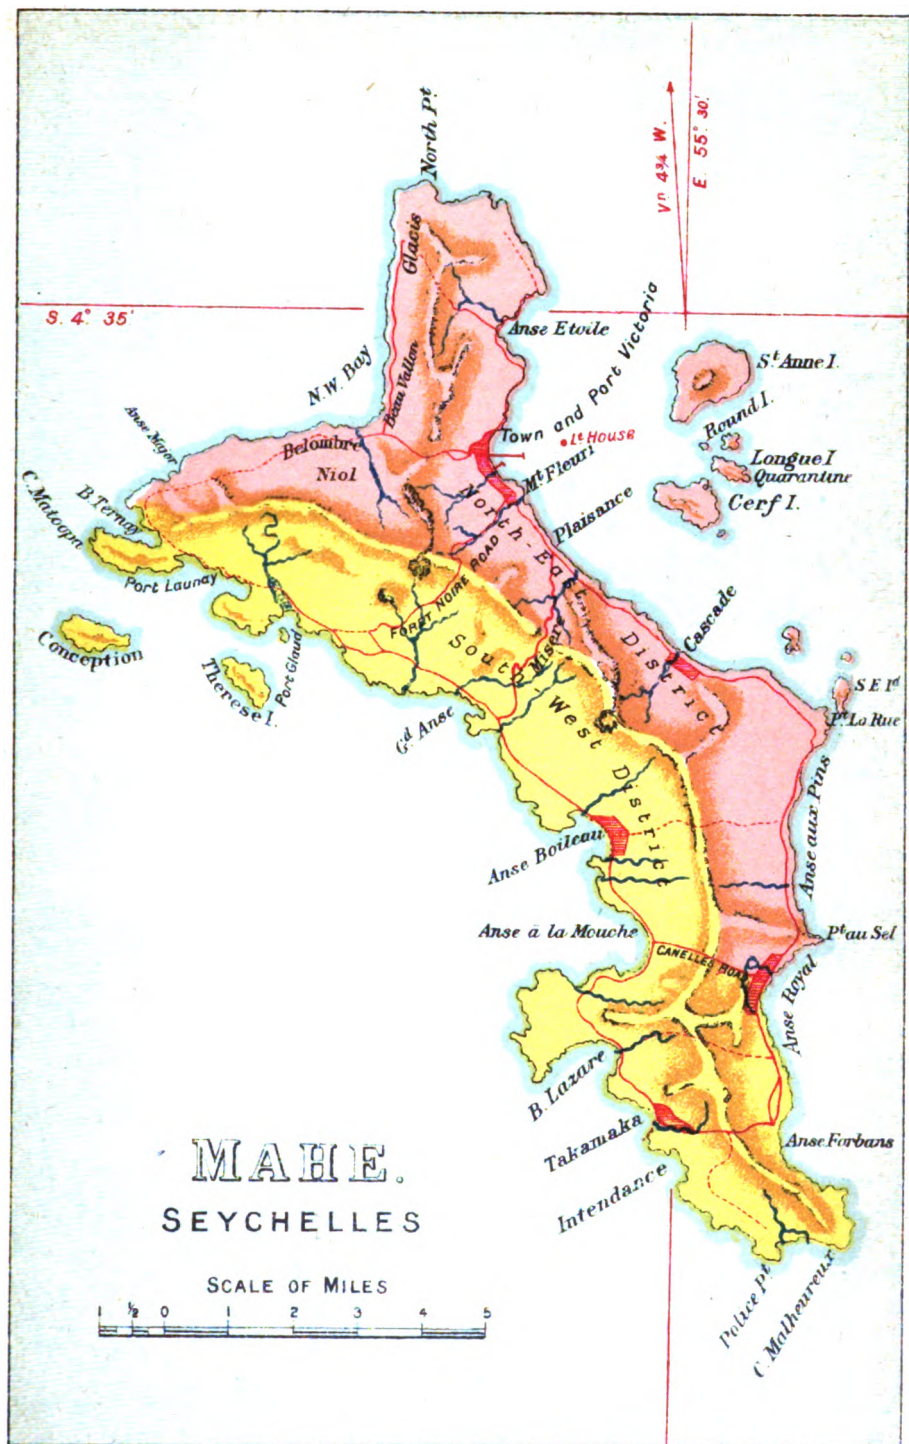 North Pt
Vn 4¾ W.
E. 55° 30'
Glacis
S. 4° 35'
Anse Etoile
N.W. Bay
Beau Vallon
Town and Port Victoria
Lt House
St Anne I.
Round I.
Longue I
Quarantine
Cerf I.
Anse Major
Belombre
Niol
Mt Fleuri
Plaisance
North-East District
C. Matoopa
B. Ternay
Port Launay
FORET NOIRE ROAD
Cascade
Conception
Therese I.
Port Glaud
South West District
Misere
Gd Anse
S E Id
Pt La Rue
Anse aux Pins
Anse Boileau
Anse à la Mouche
CANELLES ROAD
Pt au Sel
Anse Royal
B. Lazare
Takamaka
Anse Forbans
Intendance
Police Pt
C. Malheureux
MAHE.
SEYCHELLES
SCALE OF MILES
1 ½ 0 1 2 3 4 5